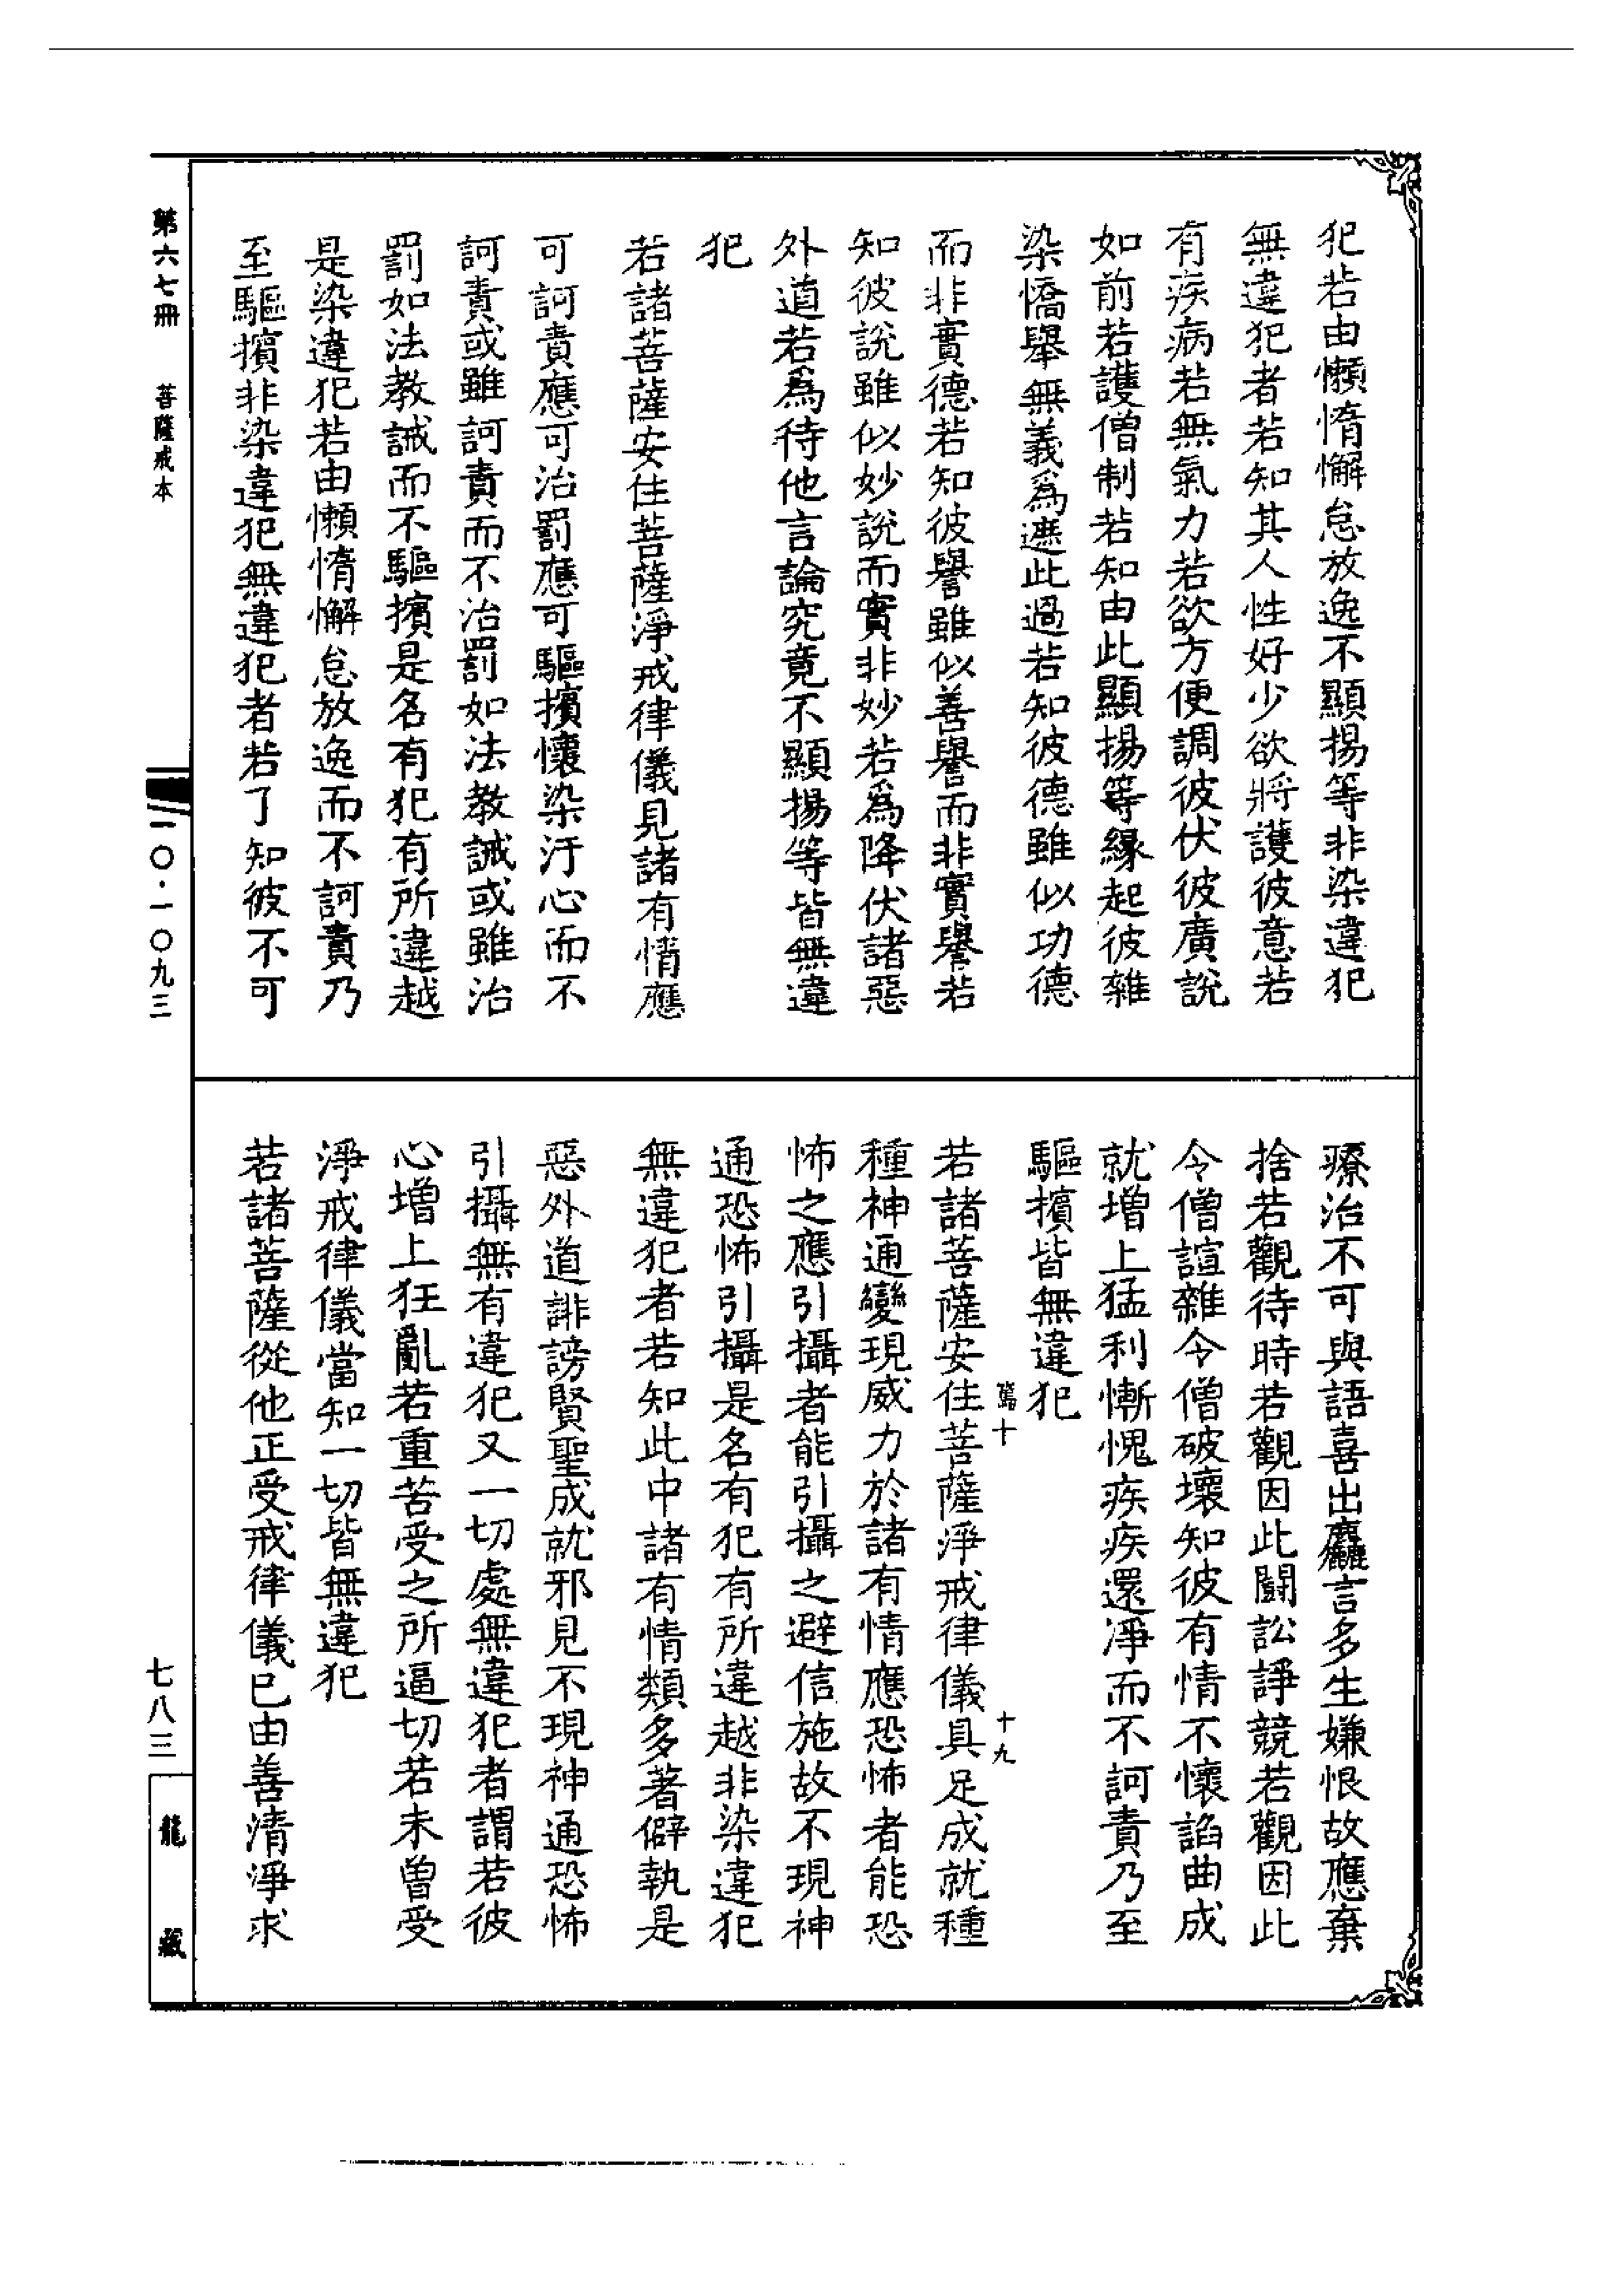 犯若由懶惰懈怠放逸不顯揚等非染違犯
無違犯者若知其人性好少欲將護彼意若
有疾病若無氣力若欲方便調彼伏彼廣說
如前若護僧制若知由此顯揚等緣起彼雜
染憍舉無義爲遮此過若知彼德雖似功德
而非實德若知彼譽雖似善譽而非實譽若
知彼說雖似妙說而實非妙若爲降伏諸惡
外道若爲待他言論究竟不顯揚等皆無違
犯
若諸菩薩安住菩薩淨戒律儀見諸有情應
可訶責應可治罰應可驅擯懷染汙心而不
訶責或雖訶責而不治罰如法教誡或雖治
罰如法教誡而不驅擯是名有犯有所違越
是染違犯若由懶惰懈怠放逸而不訶責乃
至驅擯非染違犯無違犯者若了知彼不可
療治不可與語喜出麤言多生嫌恨故應棄
捨若觀待時若觀因此鬪訟諍競若觀因此
令僧諠雜令僧破壞知彼有情不懷諂曲成
就增上猛利慚愧疾疾還淨而不訶責乃至
驅擯皆無違犯
篤十　十九
若諸菩薩安住菩薩淨戒律儀具足成就種
種神通變現威力於諸有情應恐怖者能恐
怖之應引攝者能引攝之避信施故不現神
通恐怖引攝是名有犯有所違越非染違犯
無違犯者若知此中諸有情類多著僻執是
惡外道誹謗賢聖成就邪見不現神通恐怖
引攝無有違犯又一切處無違犯者謂若彼
心增上狂亂若重苦受之所逼切若未曾受
淨戒律儀當知一切皆無違犯
若諸菩薩從他正受戒律儀已由善清淨求
第六七冊　菩薩戒本
一〇·一〇九三
七八三
龍藏